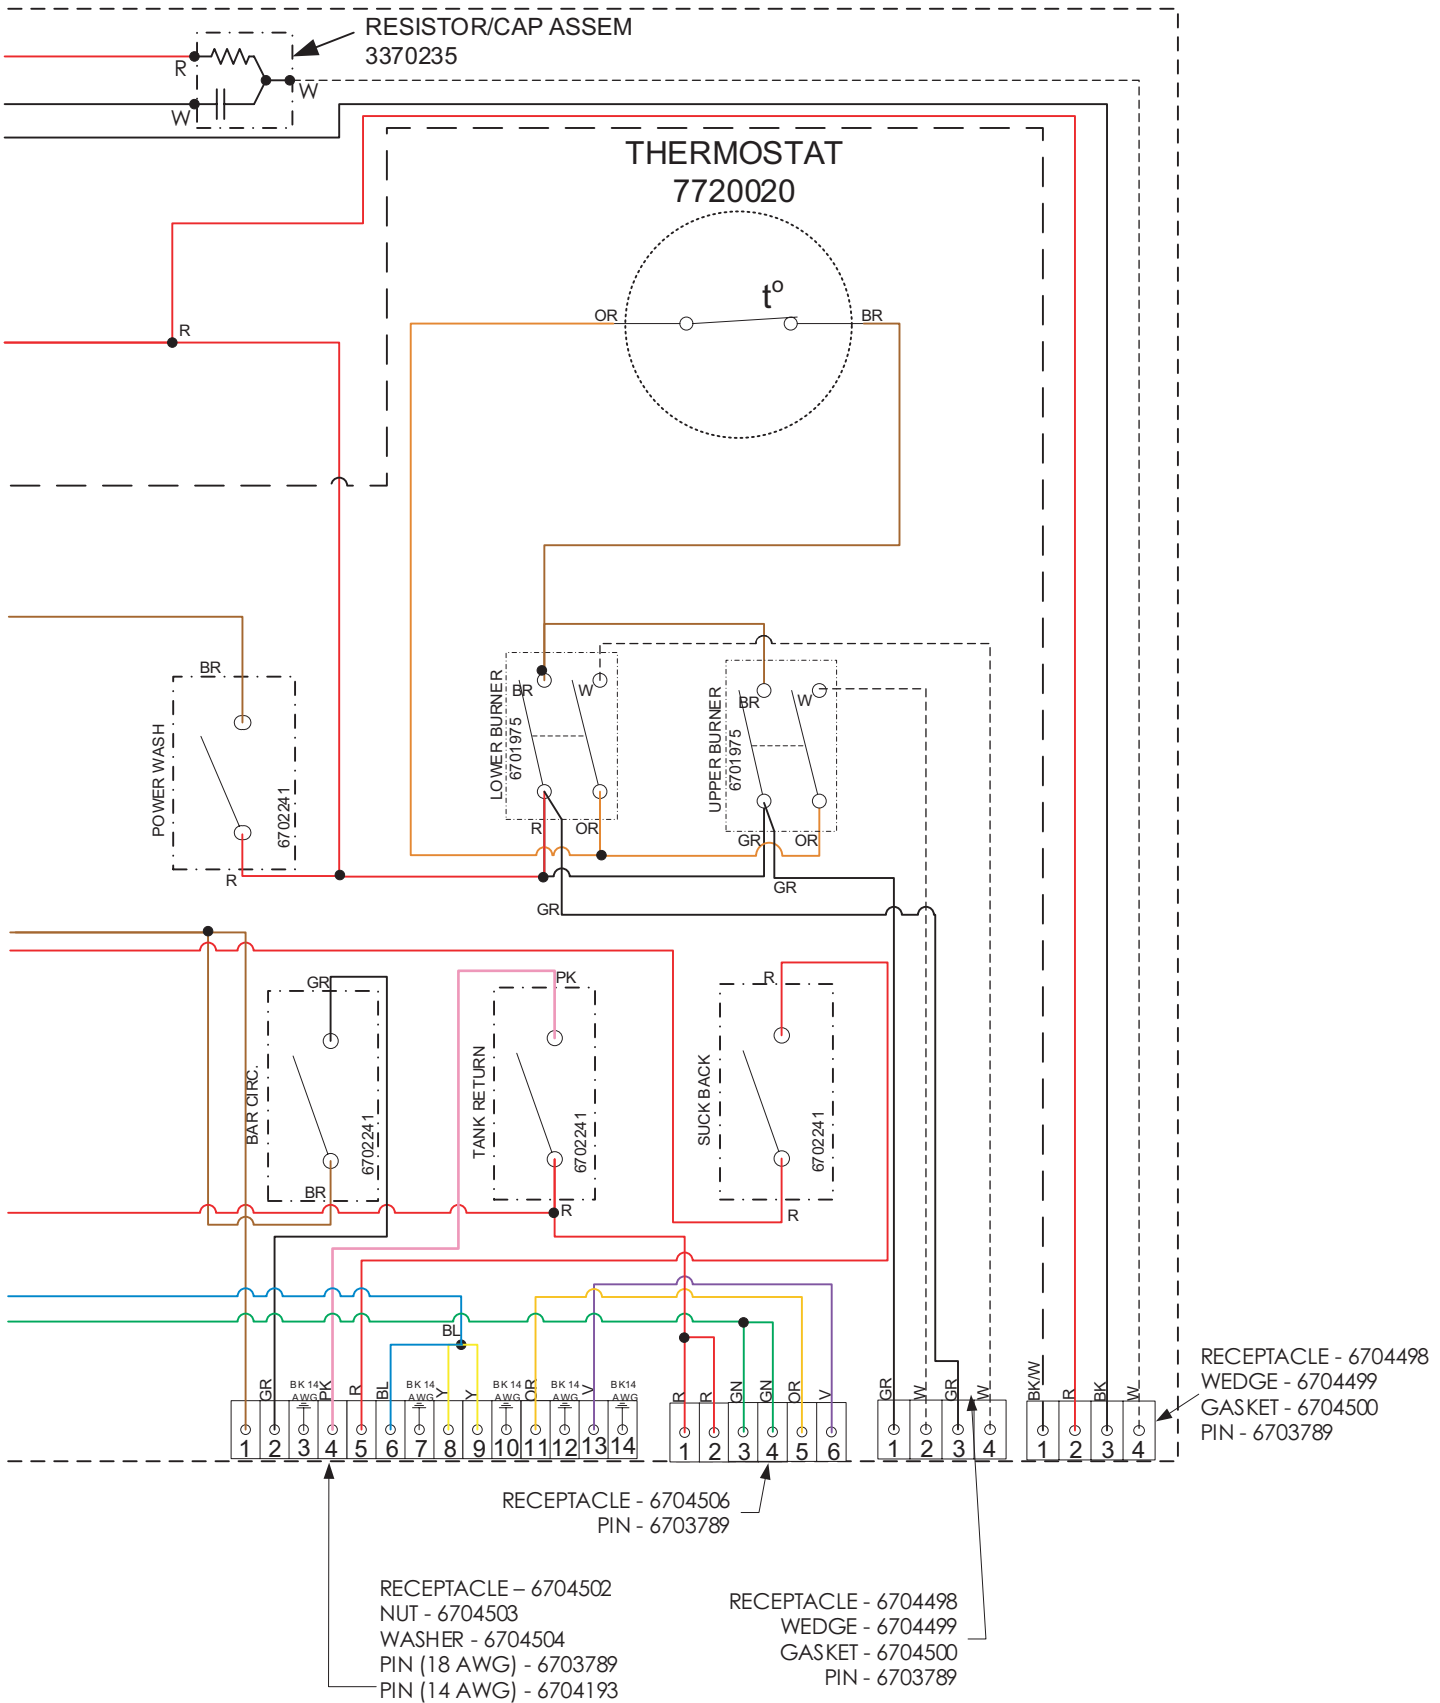 RESISTOR/CAP ASSEM
3370235
R
W
W
THERMOSTAT
7720020
t°
OR
BR
R
BR
POWER WASH
6702241
R
LOWER BURNER
6701975
BR
W
R
OR
UPPER BURNER
6701975
BR
W
GR
OR
GR
GR
GR
BAR CIRC.
6702241
BR
PK
TANK RETURN
6702241
R
R
SUCK BACK
6702241
R
BL
GR
BK 14
AWG
PK
R
BL
BK 14
AWG
Y
Y
BK 14
AWG
OR
BK 14
AWG
V
BK14
AWG
1 2 3 4 5 6 7 8 9 10 11 12 13 14
R R GN GN OR V
1 2 3 4 5 6
GR W GR W
1 2 3 4
BK/W R BK W
1 2 3 4
RECEPTACLE - 6704498
WEDGE - 6704499
GASKET - 6704500
PIN - 6703789
RECEPTACLE - 6704506
PIN - 6703789
RECEPTACLE – 6704502
NUT - 6704503
WASHER - 6704504
PIN (18 AWG) - 6703789
PIN (14 AWG) - 6704193
RECEPTACLE - 6704498
WEDGE - 6704499
GASKET - 6704500
PIN - 6703789